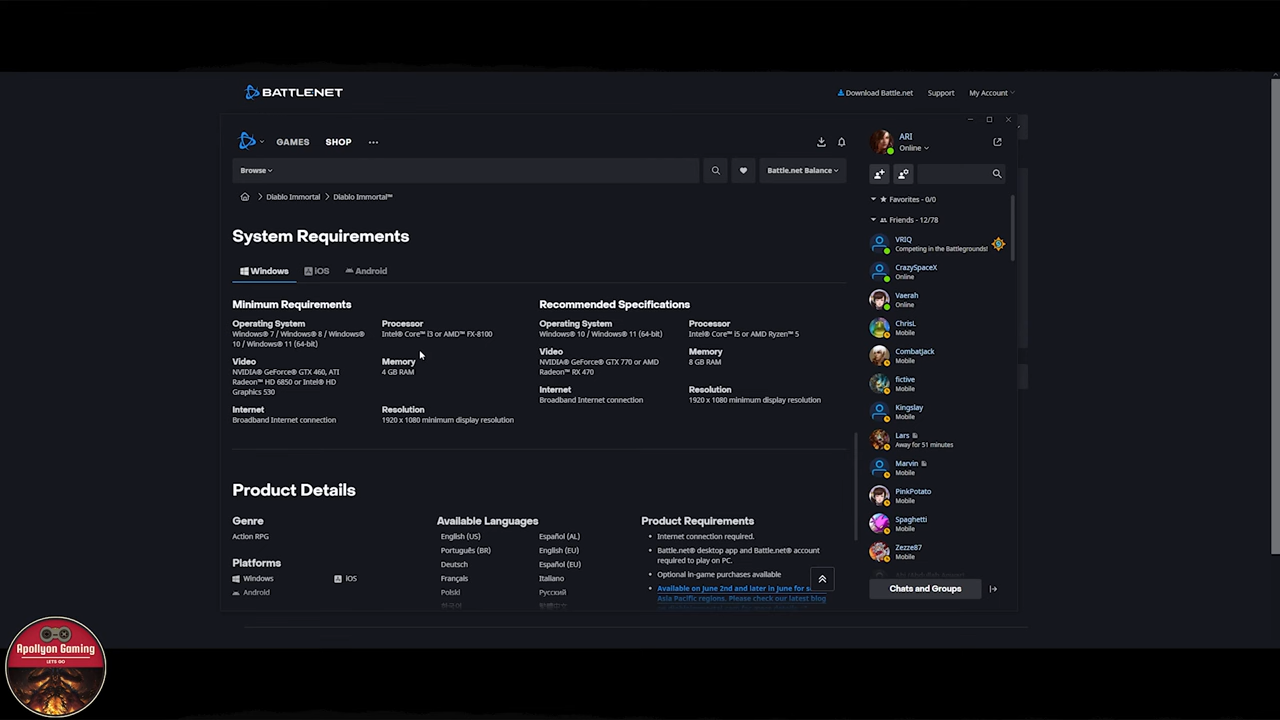 BATTLE.NET
Download Battle.net
Support
My Account
GAMES
SHOP
Browse
Battle.net Balance
Diablo Immortal
Diablo Immortal™
System Requirements
Windows
iOS
Android
Minimum Requirements
Operating System
Windows® 7 / Windows® 8 / Windows®
10 / Windows® 11 (64-bit)
Processor
Intel® Core™ i3 or AMD™ FX-8100
Video
NVIDIA® GeForce® GTX 460, ATI
Radeon™ HD 6850 or Intel® HD
Graphics 530
Memory
4 GB RAM
Internet
Broadband Internet connection
Resolution
1920 x 1080 minimum display resolution
Recommended Specifications
Operating System
Windows® 10 / Windows® 11 (64-bit)
Processor
Intel® Core™ i5 or AMD Ryzen™ 5
Video
NVIDIA® GeForce® GTX 770 or AMD
Radeon™ RX 470
Memory
8 GB RAM
Internet
Broadband Internet connection
Resolution
1920 x 1080 minimum display resolution
Product Details
Genre
Action RPG
Platforms
Windows
iOS
Android
Available Languages
English (US)
Español (AL)
Português (BR)
English (EU)
Deutsch
Español (EU)
Français
Italiano
Polski
Русский
한국어
繁體中文
Product Requirements
Internet connection required.
Battle.net® desktop app and Battle.net® account
required to play on PC.
Optional in-game purchases available
Available on June 2nd and later in June for
Asia Pacific regions. Please check our latest blog
ARI
Online
Favorites - 0/0
Friends - 12/78
VRIQ
Competing in the Battlegrounds!
CrazySpaceX
Online
Vaerah
Online
ChrisL
Mobile
CombatJack
Mobile
fictive
Mobile
Kingslay
Mobile
Lars
Away for 51 minutes
Marvin
Mobile
PinkPotato
Mobile
Spaghetti
Mobile
Zezze87
Mobile
Chats and Groups
Apollyon Gaming
LETS GO